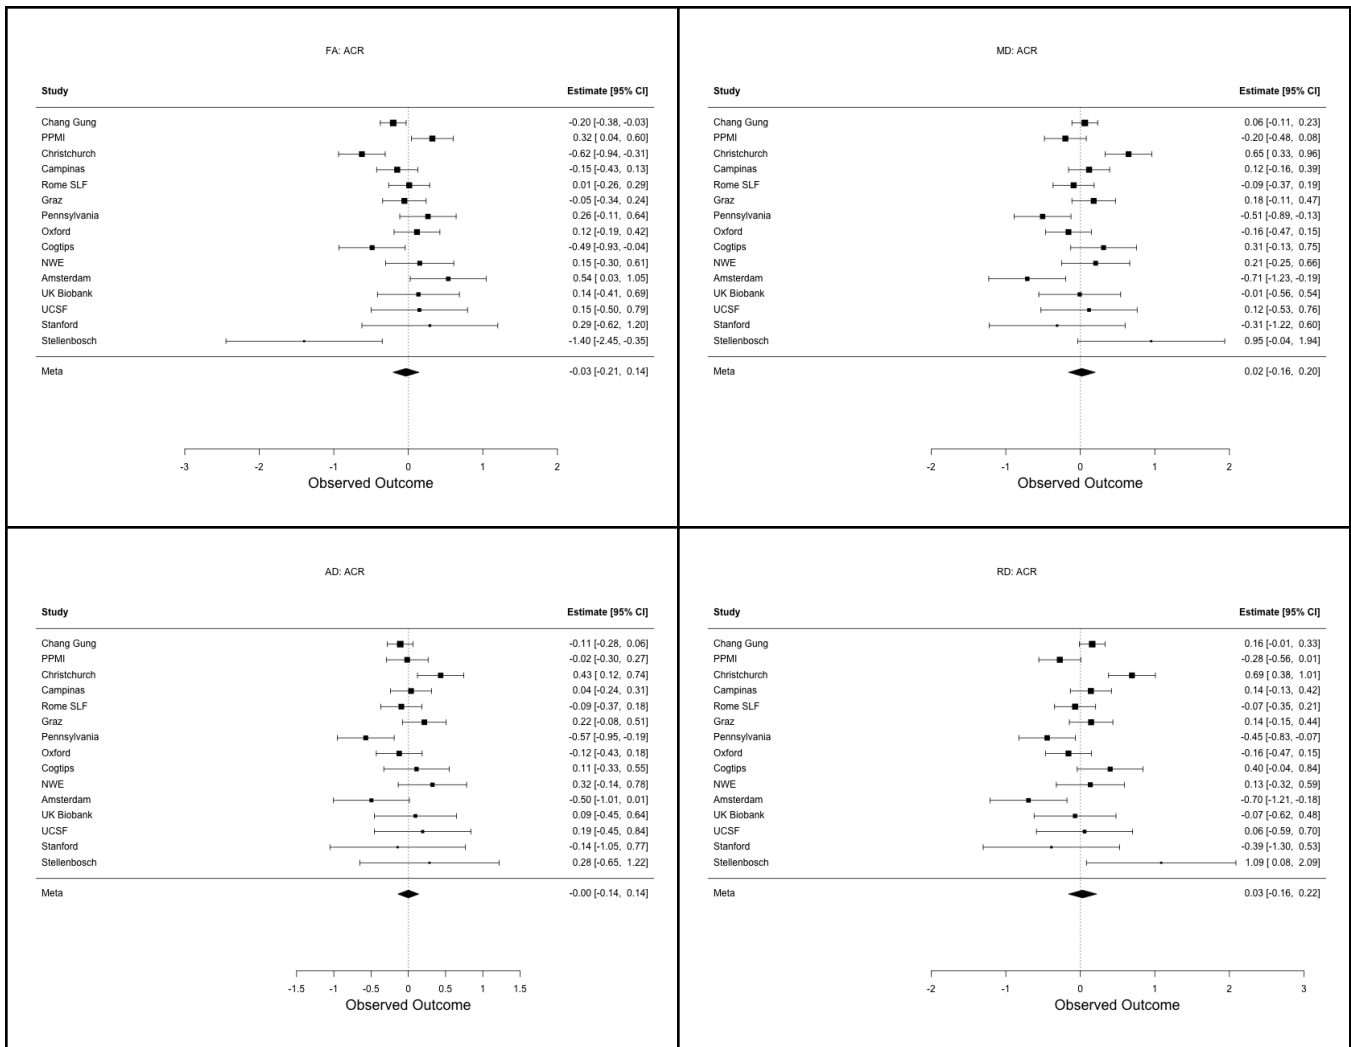 FA: ACR
Study Estimate [95% CI]
Chang Gung -0.20 [-0.38, -0.03]
PPMI 0.32 [ 0.04, 0.60]
Christchurch -0.62 [-0.94, -0.31]
Campinas -0.15 [-0.43, 0.13]
Rome SLF 0.01 [-0.26, 0.29]
Graz -0.05 [-0.34, 0.24]
Pennsylvania 0.26 [-0.11, 0.64]
Oxford 0.12 [-0.19, 0.42]
Cogtips -0.49 [-0.93, -0.04]
NWE 0.15 [-0.30, 0.61]
Amsterdam 0.54 [ 0.03, 1.05]
UK Biobank 0.14 [-0.41, 0.69]
UCSF 0.15 [-0.50, 0.79]
Stanford 0.29 [-0.62, 1.20]
Stellenbosch -1.40 [-2.45, -0.35]
Meta -0.03 [-0.21, 0.14]
-3 -2 -1 0 1 2
Observed Outcome
MD: ACR
Study Estimate [95% CI]
Chang Gung 0.06 [-0.11, 0.23]
PPMI -0.20 [-0.48, 0.08]
Christchurch 0.65 [ 0.33, 0.96]
Campinas 0.12 [-0.16, 0.39]
Rome SLF -0.09 [-0.37, 0.19]
Graz 0.18 [-0.11, 0.47]
Pennsylvania -0.51 [-0.89, -0.13]
Oxford -0.16 [-0.47, 0.15]
Cogtips 0.31 [-0.13, 0.75]
NWE 0.21 [-0.25, 0.66]
Amsterdam -0.71 [-1.23, -0.19]
UK Biobank -0.01 [-0.56, 0.54]
UCSF 0.12 [-0.53, 0.76]
Stanford -0.31 [-1.22, 0.60]
Stellenbosch 0.95 [-0.04, 1.94]
Meta 0.02 [-0.16, 0.20]
-2 -1 0 1 2
Observed Outcome
AD: ACR
Study Estimate [95% CI]
Chang Gung -0.11 [-0.28, 0.06]
PPMI -0.02 [-0.30, 0.27]
Christchurch 0.43 [ 0.12, 0.74]
Campinas 0.04 [-0.24, 0.31]
Rome SLF -0.09 [-0.37, 0.18]
Graz 0.22 [-0.08, 0.51]
Pennsylvania -0.57 [-0.95, -0.19]
Oxford -0.12 [-0.43, 0.18]
Cogtips 0.11 [-0.33, 0.55]
NWE 0.32 [-0.14, 0.78]
Amsterdam -0.50 [-1.01, 0.01]
UK Biobank 0.09 [-0.45, 0.64]
UCSF 0.19 [-0.45, 0.84]
Stanford -0.14 [-1.05, 0.77]
Stellenbosch 0.28 [-0.65, 1.22]
Meta -0.00 [-0.14, 0.14]
-1.5 -1 -0.5 0 0.5 1 1.5
Observed Outcome
RD: ACR
Study Estimate [95% CI]
Chang Gung 0.16 [-0.01, 0.33]
PPMI -0.28 [-0.56, 0.01]
Christchurch 0.69 [ 0.38, 1.01]
Campinas 0.14 [-0.13, 0.42]
Rome SLF -0.07 [-0.35, 0.21]
Graz 0.14 [-0.15, 0.44]
Pennsylvania -0.45 [-0.83, -0.07]
Oxford -0.16 [-0.47, 0.15]
Cogtips 0.40 [-0.04, 0.84]
NWE 0.13 [-0.32, 0.59]
Amsterdam -0.70 [-1.21, -0.18]
UK Biobank -0.07 [-0.62, 0.48]
UCSF 0.06 [-0.59, 0.70]
Stanford -0.39 [-1.30, 0.53]
Stellenbosch 1.09 [ 0.08, 2.09]
Meta 0.03 [-0.16, 0.22]
-2 -1 0 1 2 3
Observed Outcome